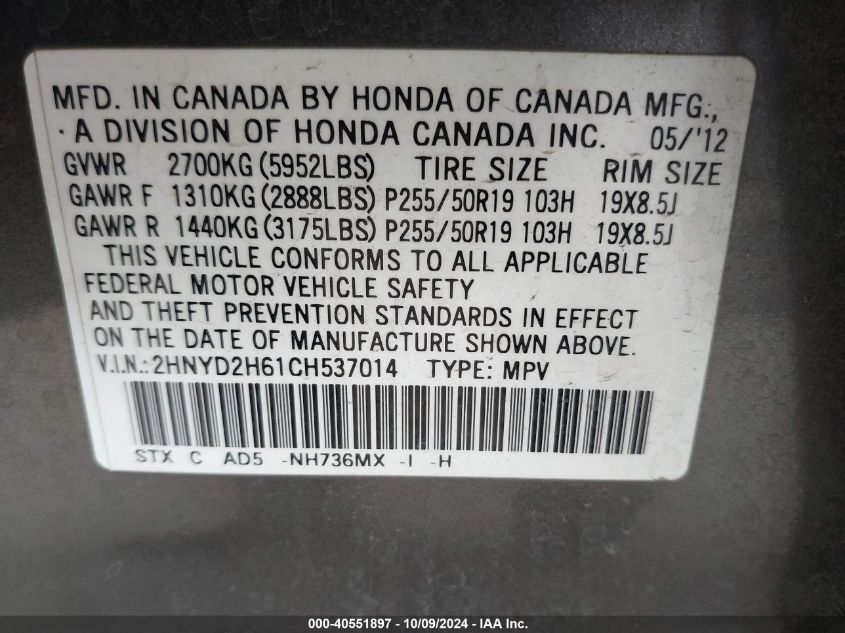 MFD. IN CANADA BY HONDA OF CANADA MFG.,
· A DIVISION OF HONDA CANADA INC. 05/'12
GVWR 2700KG (5952LBS) TIRE SIZE RIM SIZE
GAWR F 1310KG (2888LBS) P255/50R19 103H 19X8.5J
GAWR R 1440KG (3175LBS) P255/50R19 103H 19X8.5J
THIS VEHICLE CONFORMS TO ALL APPLICABLE
FEDERAL MOTOR VEHICLE SAFETY
AND THEFT PREVENTION STANDARDS IN EFFECT
ON THE DATE OF MANUFACTURE SHOWN ABOVE.
V.I.N.: 2HNYD2H61CH537014 TYPE: MPV
STX C AD5 -NH736MX -I -H
000-40551897 - 10/09/2024 - IAA Inc.